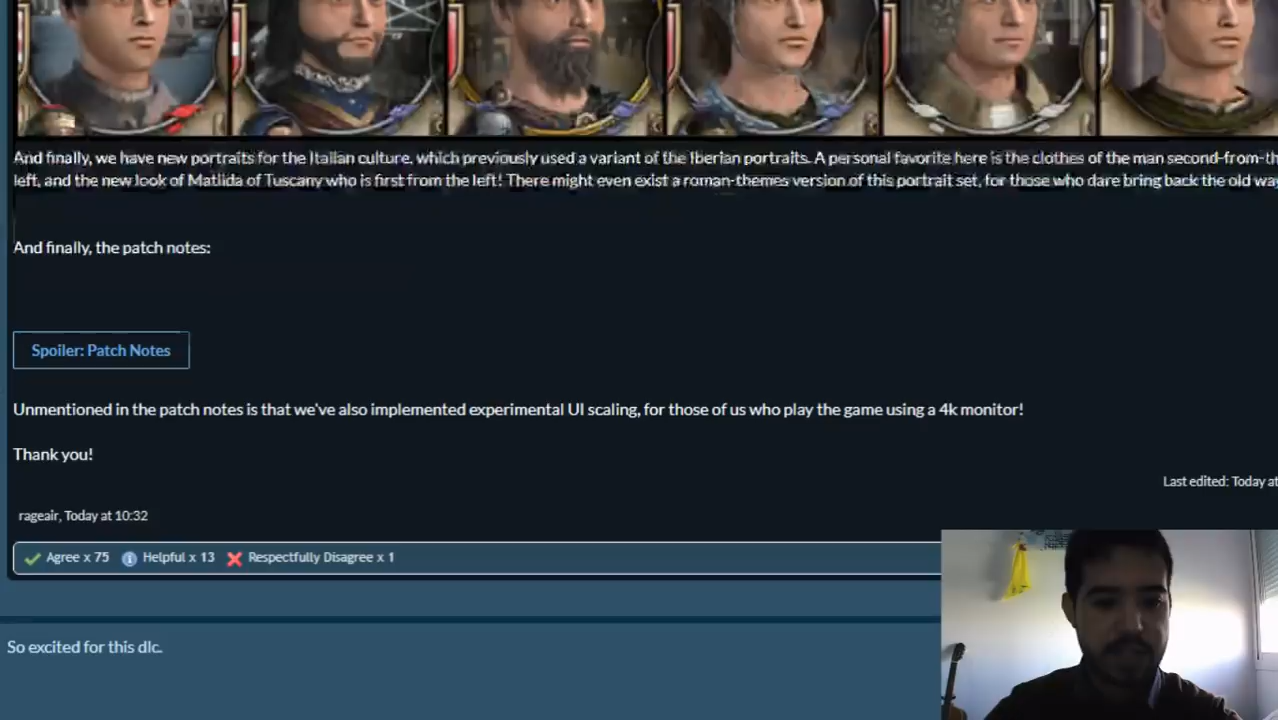 And finally, we have new portraits for the Italian culture, which previously used a variant of the Iberian portraits. A personal favorite here is the clothes of the man second-from-th
left, and the new look of Matlida of Tuscany who is first from the left! There might even exist a roman-themes version of this portrait set, for those who dare bring back the old way
And finally, the patch notes:
Spoiler: Patch Notes
Unmentioned in the patch notes is that we've also implemented experimental UI scaling, for those of us who play the game using a 4k monitor!
Thank you!
Last edited: Today at
rageair, Today at 10:32
Agree x 75 Helpful x 13 Respectfully Disagree x 1
So excited for this dlc.